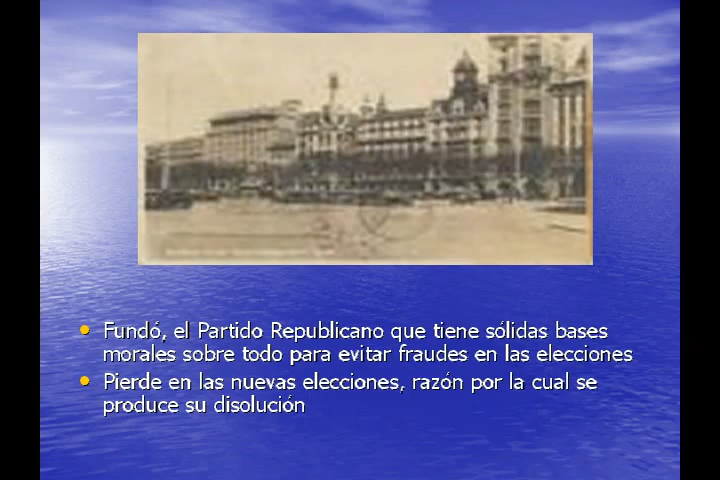 Fundó, el Partido Republicano que tiene sólidas bases
morales sobre todo para evitar fraudes en las elecciones
Pierde en las nuevas elecciones, razón por la cual se
produce su disolución